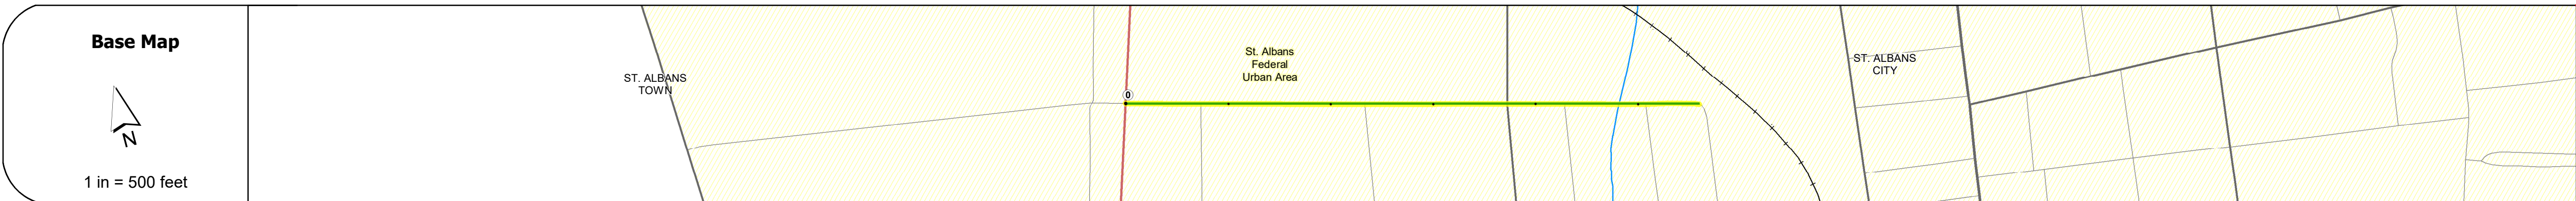 Base Map
N
1 in = 500 feet
ST. ALBANS
TOWN
0
St. Albans
Federal
Urban Area
ST. ALBANS
CITY